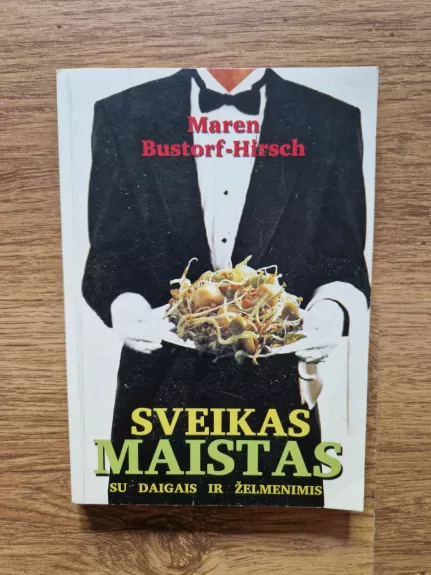 Maren
Bustorf-Hirsch
SVEIKAS
MAISTAS
SU DAIGAIS IR ŽELMENIMIS